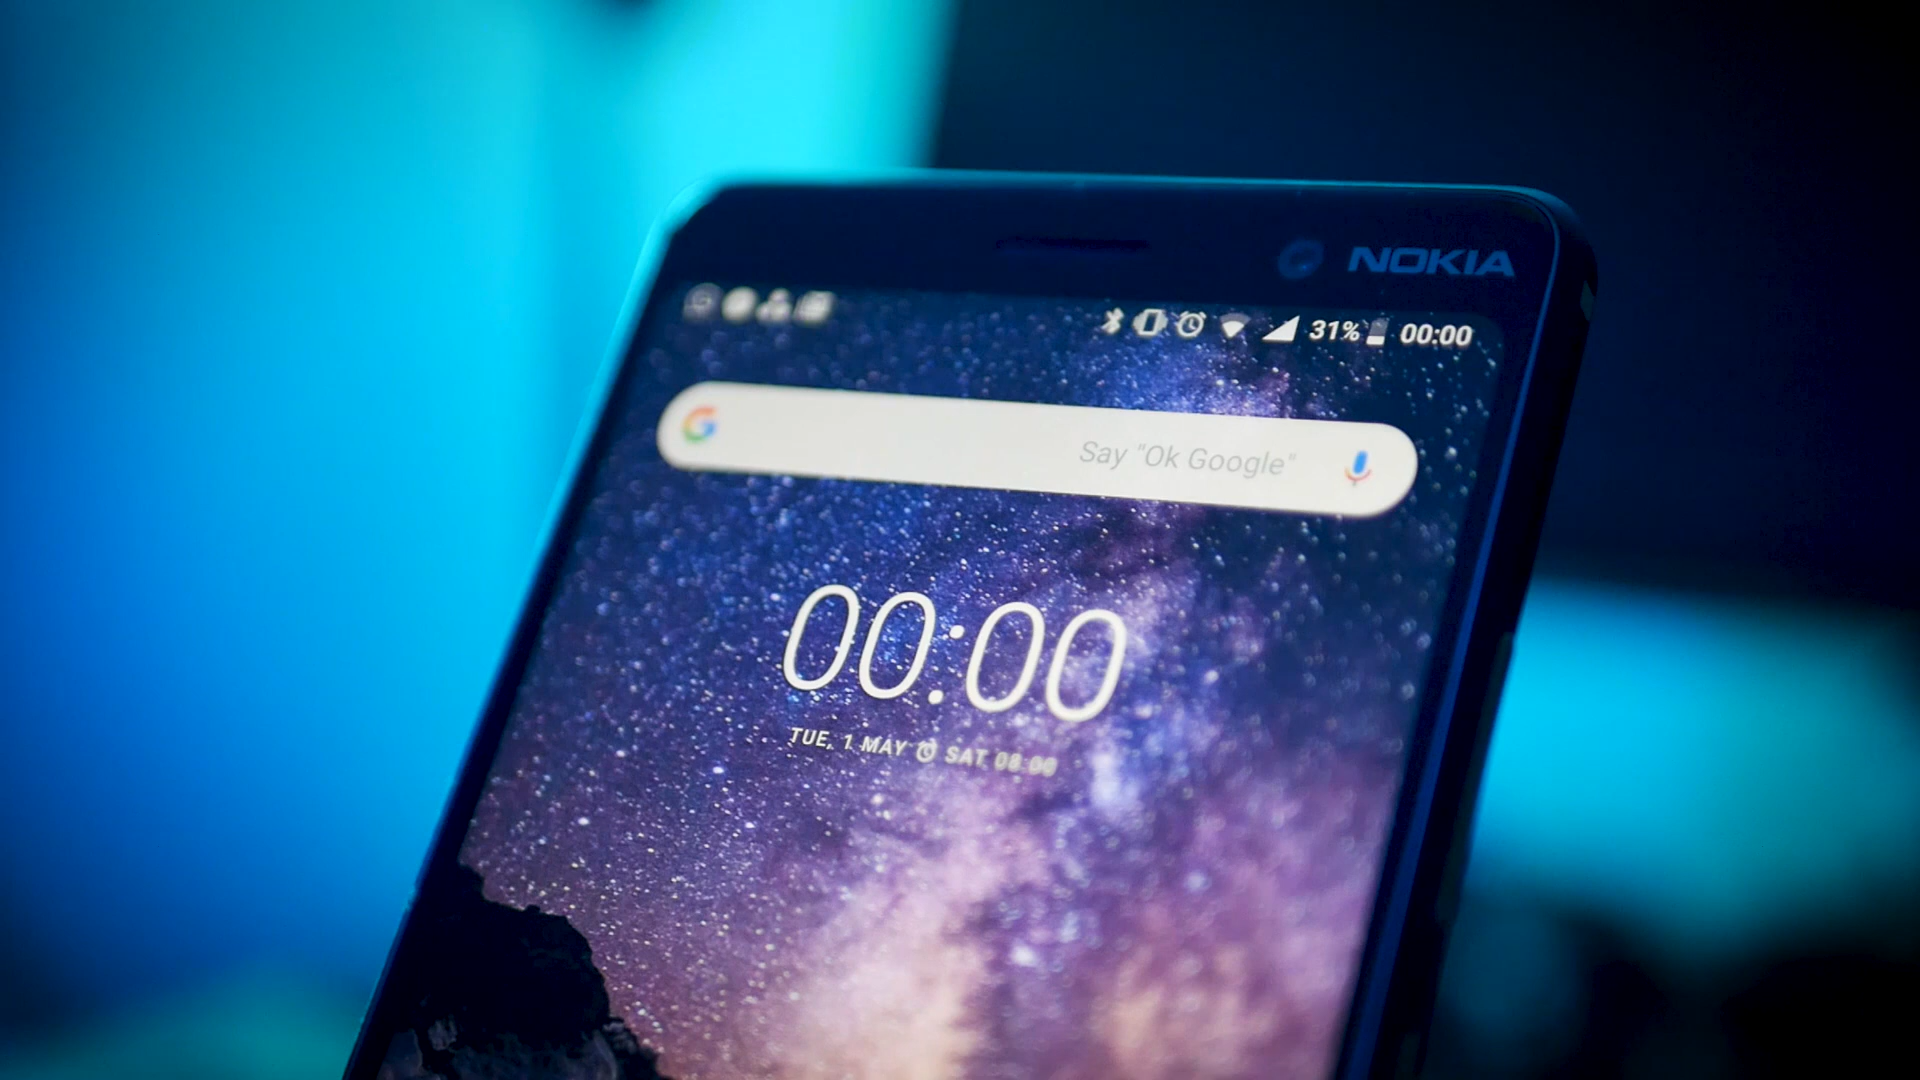 NOKIA
31% 00:00
Say "Ok Google"
00:00
TUE, 1 MAY SAT 08:00